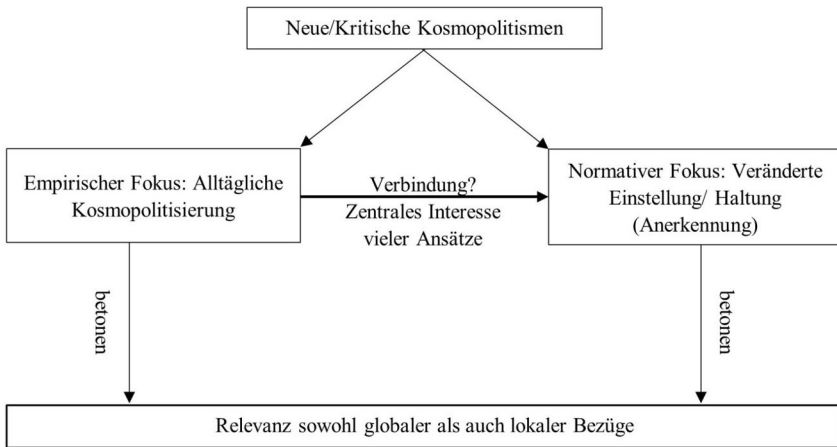 Neue/Kritische Kosmopolitismen
Empirischer Fokus: Alltägliche
Kosmopolitisierung
Verbindung?
Zentrales Interesse
vieler Ansätze
Normativer Fokus: Veränderte
Einstellung/ Haltung
(Anerkennung)
betonen
betonen
Relevanz sowohl globaler als auch lokaler Bezüge